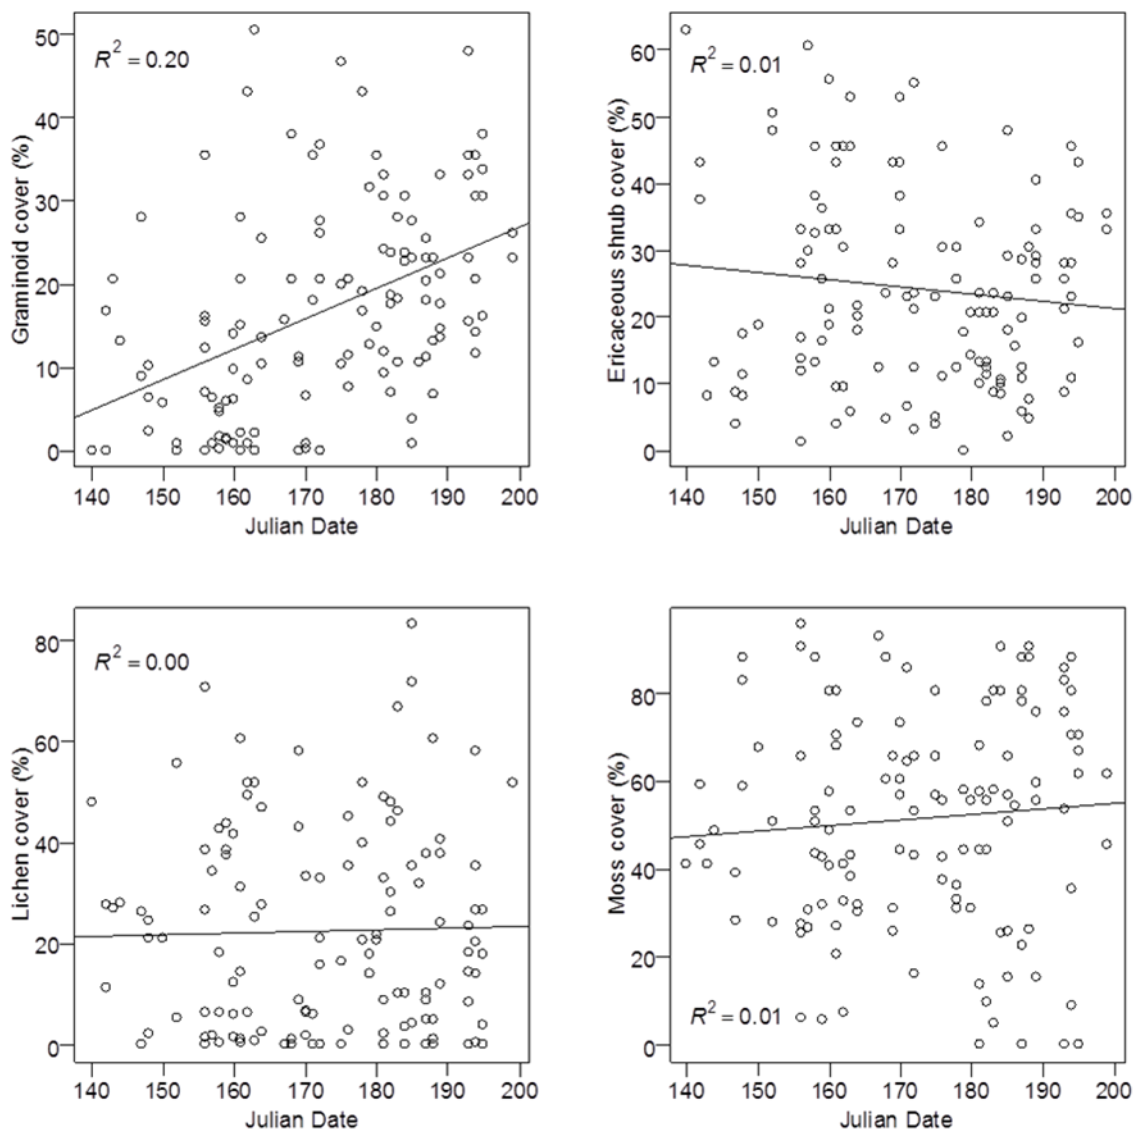 R² = 0.20
Graminoid cover (%)
50
40
30
20
10
0
140 150 160 170 180 190 200
Julian Date
R² = 0.01
Ericaceous shrub cover (%)
60
50
40
30
20
10
0
140 150 160 170 180 190 200
Julian Date
R² = 0.00
Lichen cover (%)
80
60
40
20
0
140 150 160 170 180 190 200
Julian Date
Moss cover (%)
80
60
40
20
0
R² = 0.01
140 150 160 170 180 190 200
Julian Date